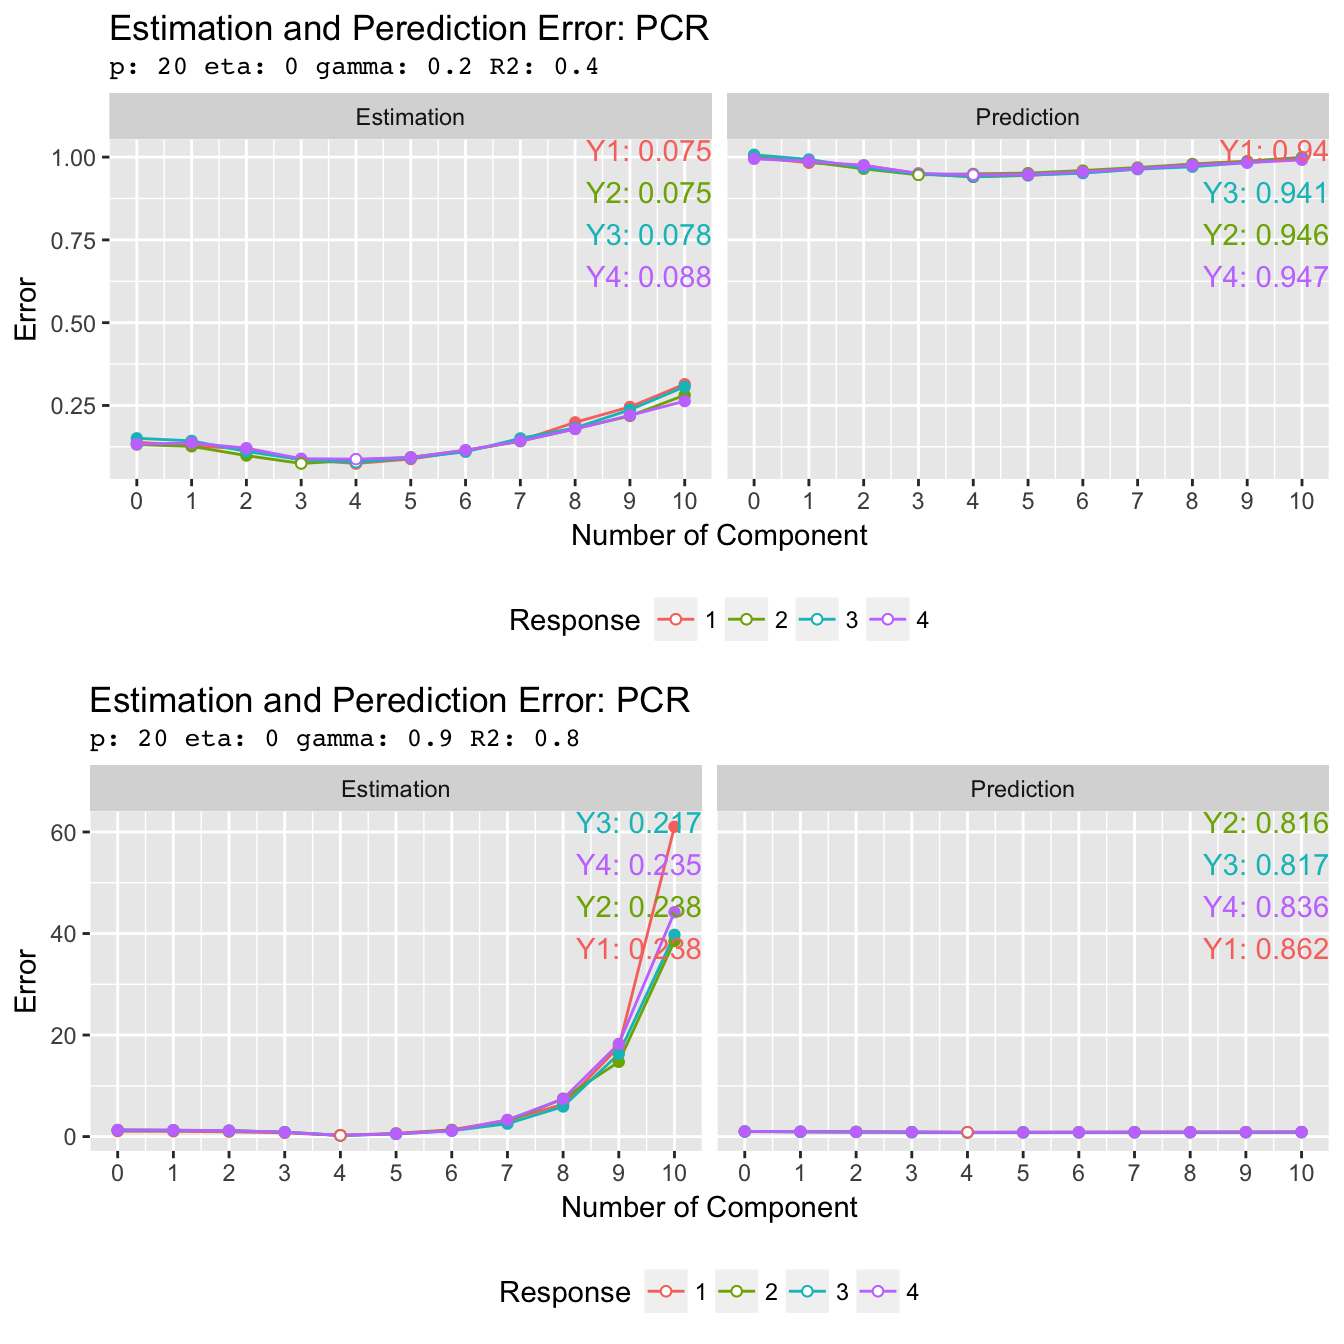 Estimation and Perediction Error: PCR
p: 20 eta: 0 gamma: 0.2 R2: 0.4
Estimation
Prediction
Error
1.00
0.75
0.50
0.25
Y1: 0.075
Y2: 0.075
Y3: 0.078
Y4: 0.088
Y1: 0.94
Y3: 0.941
Y2: 0.946
Y4: 0.947
0 1 2 3 4 5 6 7 8 9 10
0 1 2 3 4 5 6 7 8 9 10
Number of Component
Response 1 2 3 4
Estimation and Perediction Error: PCR
p: 20 eta: 0 gamma: 0.9 R2: 0.8
Estimation
Prediction
Error
60
40
20
0
Y3: 0.217
Y4: 0.235
Y2: 0.238
Y1: 0.238
Y2: 0.816
Y3: 0.817
Y4: 0.836
Y1: 0.862
0 1 2 3 4 5 6 7 8 9 10
0 1 2 3 4 5 6 7 8 9 10
Number of Component
Response 1 2 3 4